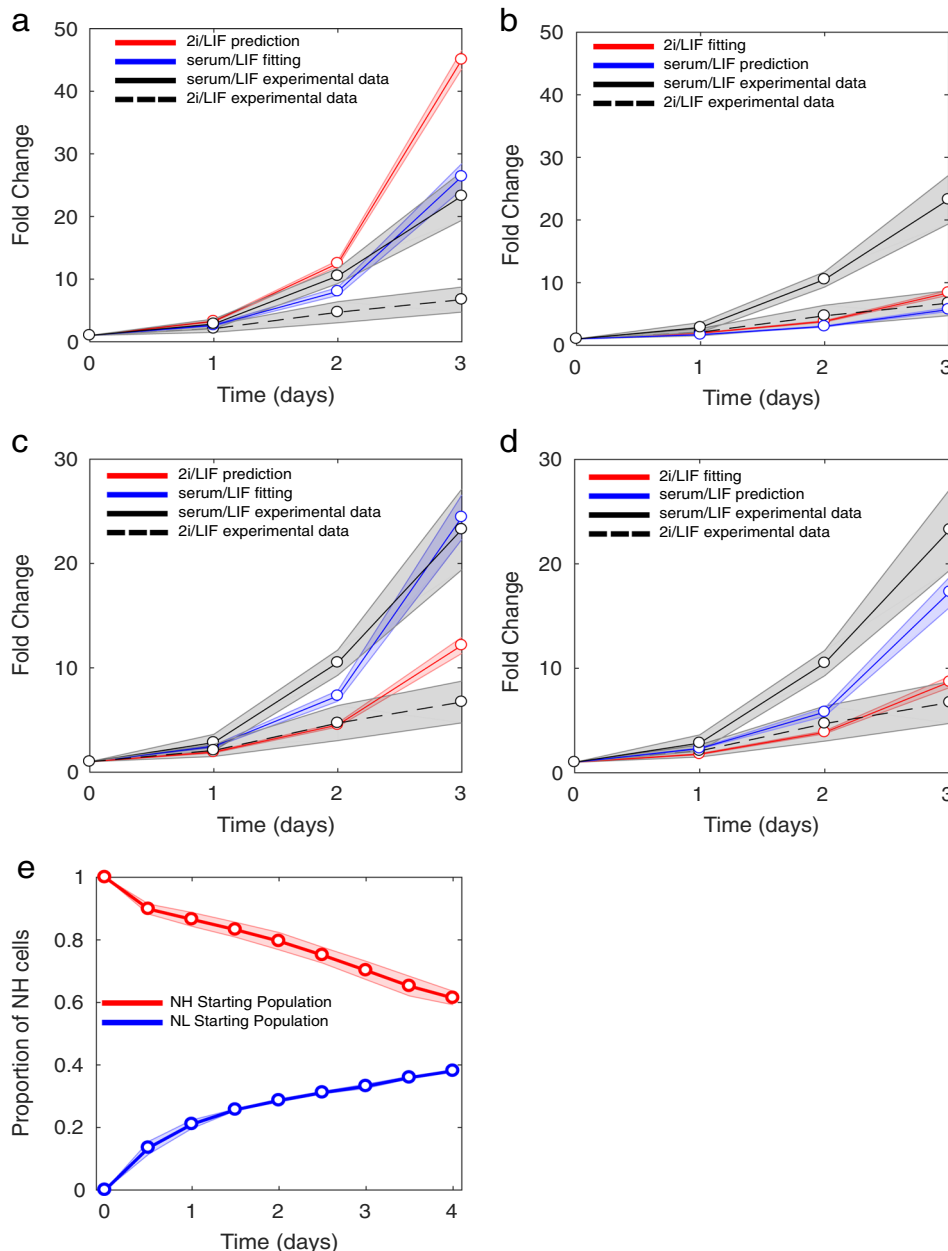 a
50
40
30
20
10
0
Fold Change
2i/LIF prediction
serum/LIF fitting
serum/LIF experimental data
2i/LIF experimental data
0 1 2 3
Time (days)
b
50
40
30
20
10
0
Fold Change
2i/LIF fitting
serum/LIF prediction
serum/LIF experimental data
2i/LIF experimental data
0 1 2 3
Time (days)
c
30
20
10
0
Fold Change
2i/LIF prediction
serum/LIF fitting
serum/LIF experimental data
2i/LIF experimental data
0 1 2 3
Time (days)
d
30
20
10
0
Fold Change
2i/LIF fitting
serum/LIF prediction
serum/LIF experimental data
2i/LIF experimental data
0 1 2 3
Time (days)
e
1
0.8
0.6
0.4
0.2
0
Proportion of NH cells
NH Starting Population
NL Starting Population
0 1 2 3 4
Time (days)